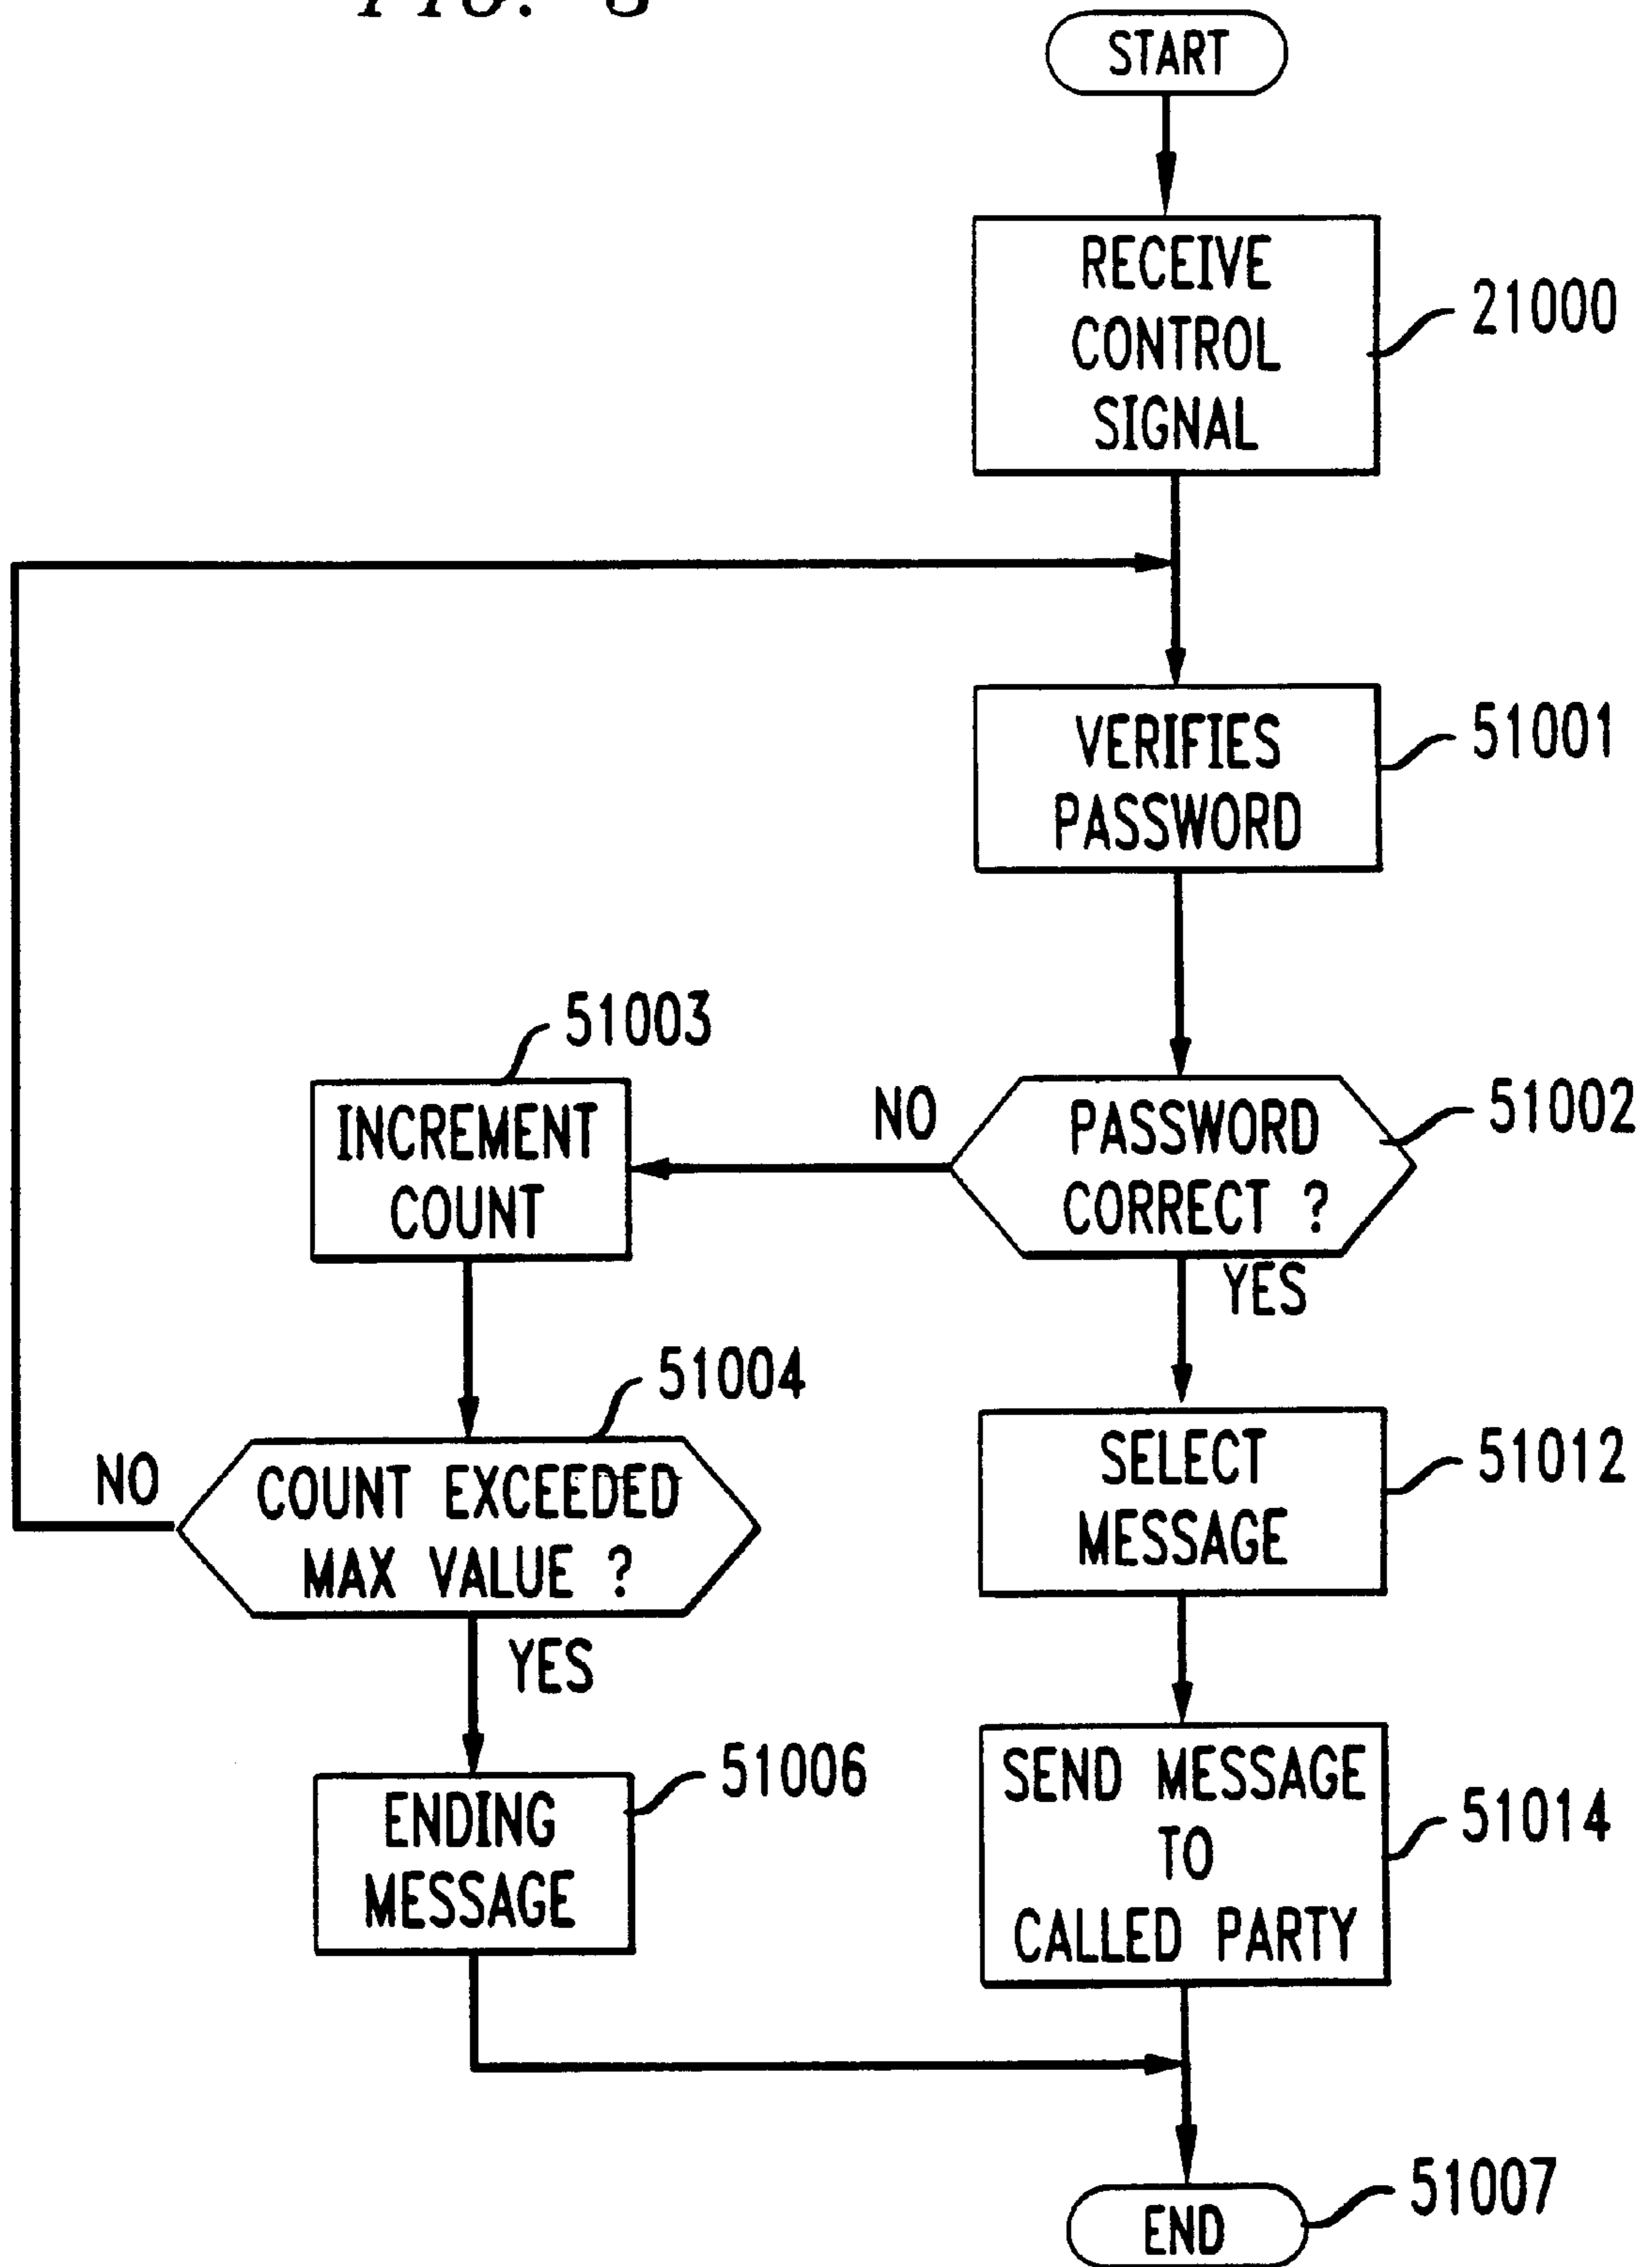 START
RECEIVE
CONTROL
SIGNAL
21000
VERIFIES
PASSWORD
51001
PASSWORD
CORRECT ?
51002
NO
YES
51003
INCREMENT
COUNT
51004
COUNT EXCEEDED
MAX VALUE ?
NO
YES
SELECT
MESSAGE
51012
ENDING
MESSAGE
51006
SEND MESSAGE
TO
CALLED PARTY
51014
END
51007